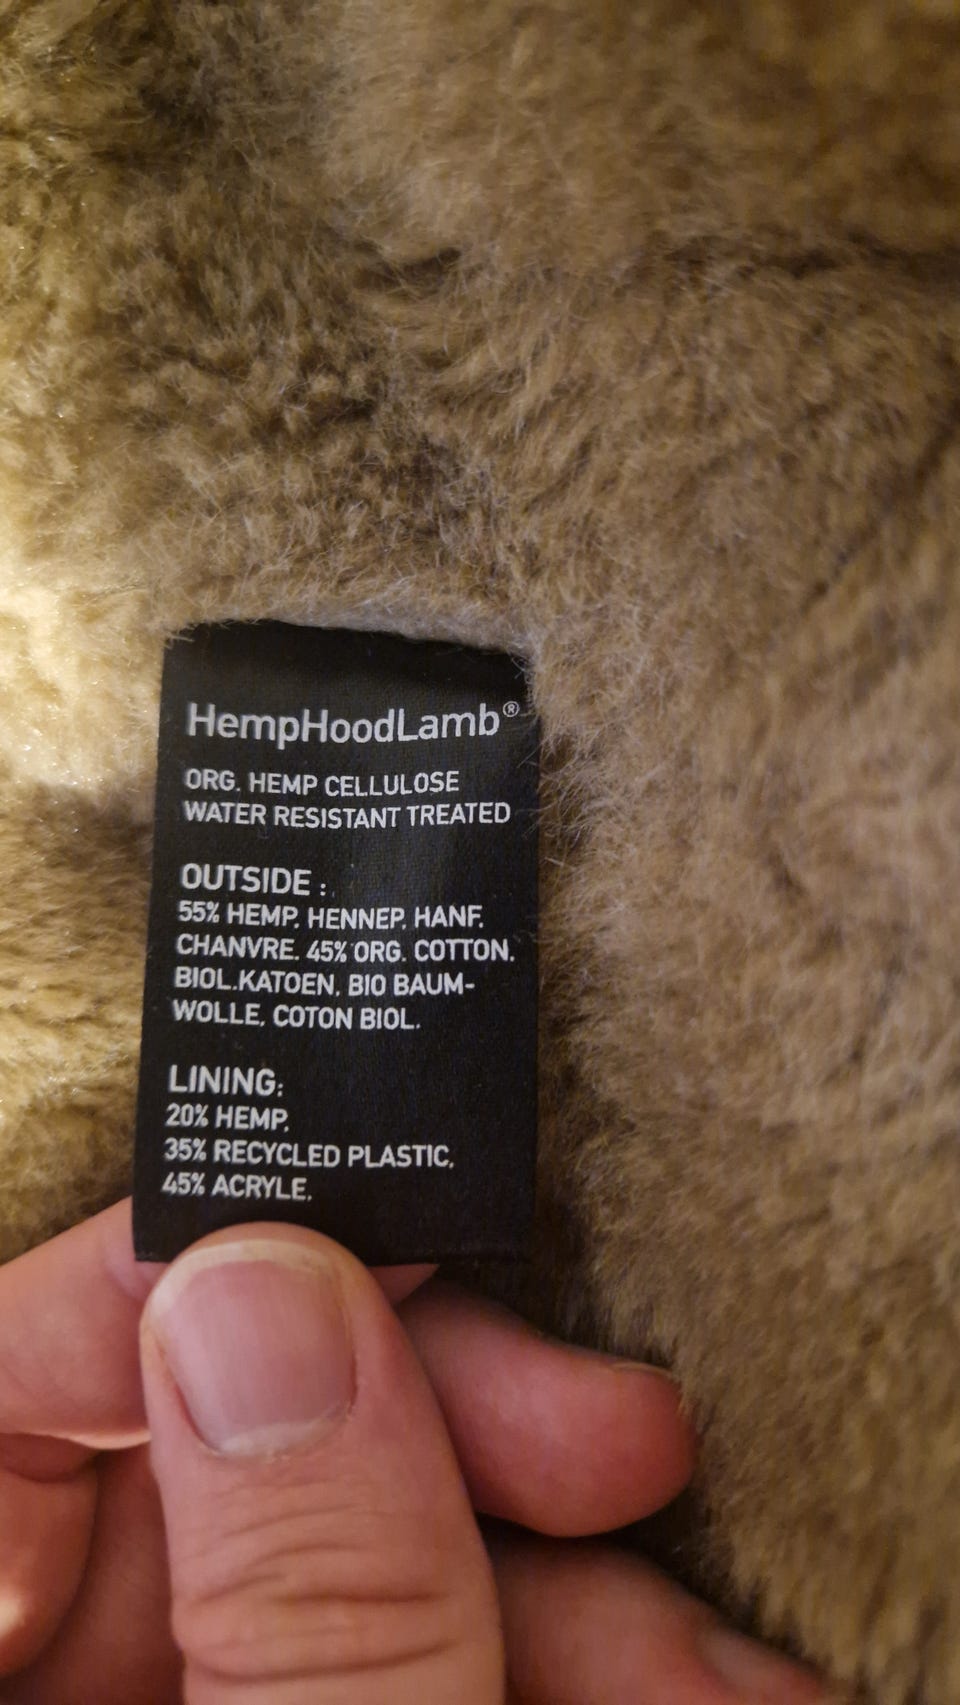 HempHoodLamb®
ORG. HEMP CELLULOSE
WATER RESISTANT TREATED
OUTSIDE :
55% HEMP, HENNEP, HANF,
CHANVRE. 45% ORG. COTTON,
BIOL.KATOEN, BIO BAUM-
WOLLE, COTON BIOL.
LINING:
20% HEMP,
35% RECYCLED PLASTIC,
45% ACRYLE.